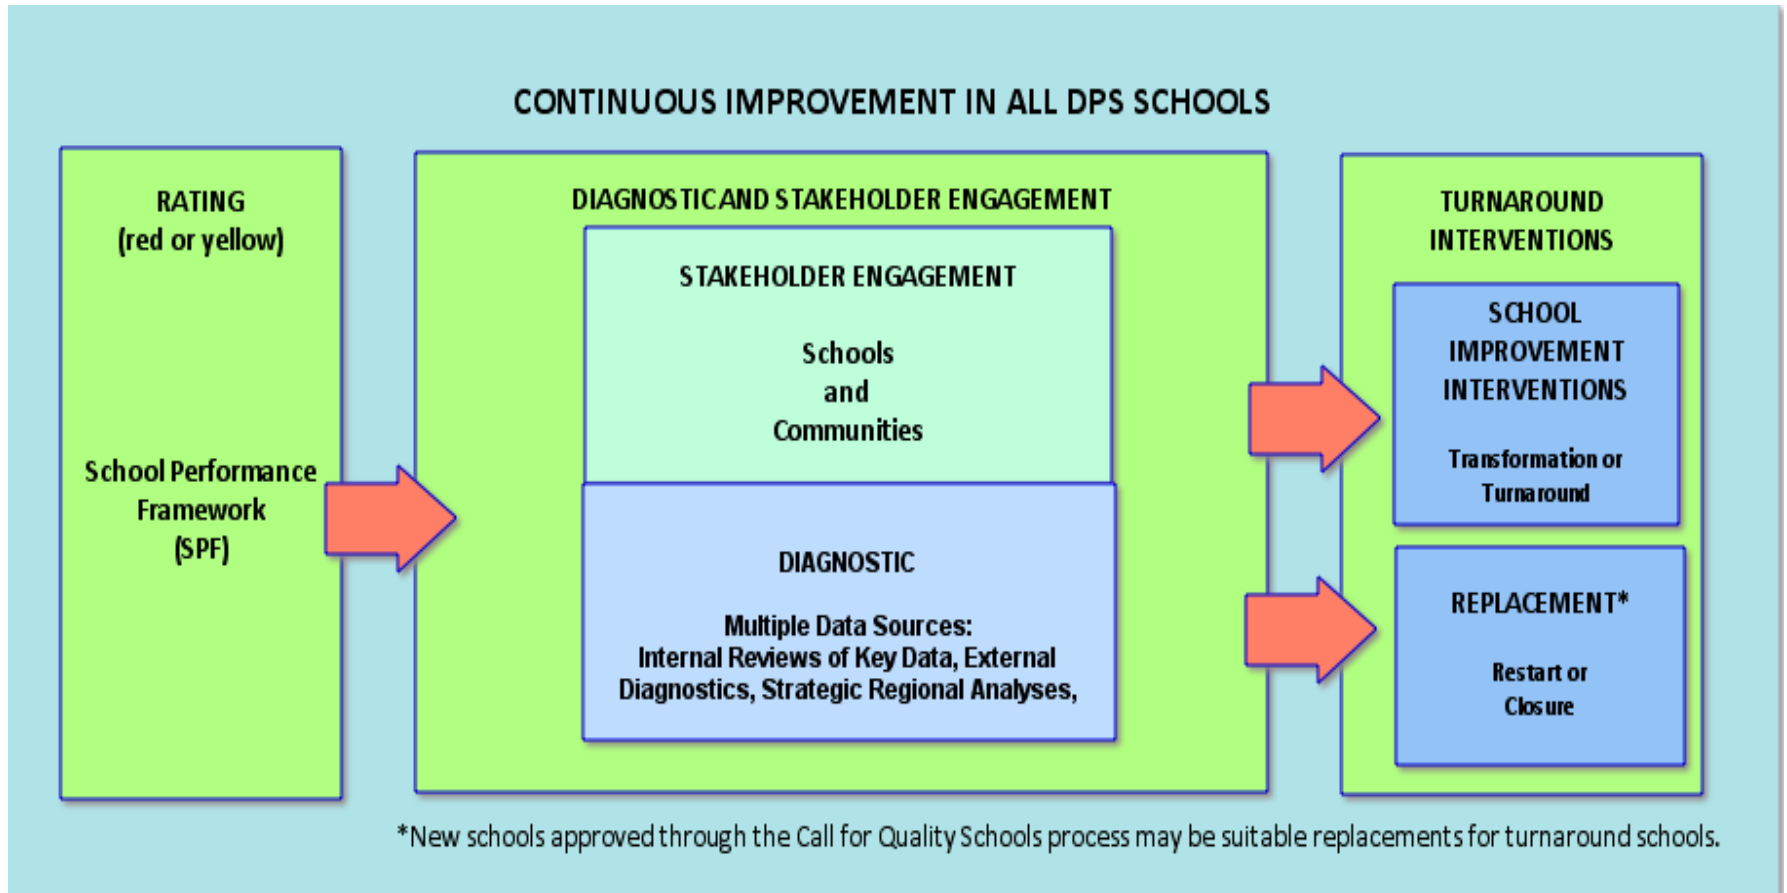 CONTINUOUS IMPROVEMENT IN ALL DPS SCHOOLS
RATING
(red or yellow)
School Performance
Framework
(SPF)
DIAGNOSTIC AND STAKEHOLDER ENGAGEMENT
STAKEHOLDER ENGAGEMENT
Schools
and
Communities
DIAGNOSTIC
Multiple Data Sources:
Internal Reviews of Key Data, External
Diagnostics, Strategic Regional Analyses,
TURNAROUND
INTERVENTIONS
SCHOOL
IMPROVEMENT
INTERVENTIONS
Transformation or
Turnaround
REPLACEMENT*
Restart or
Closure
*New schools approved through the Call for Quality Schools process may be suitable replacements for turnaround schools.